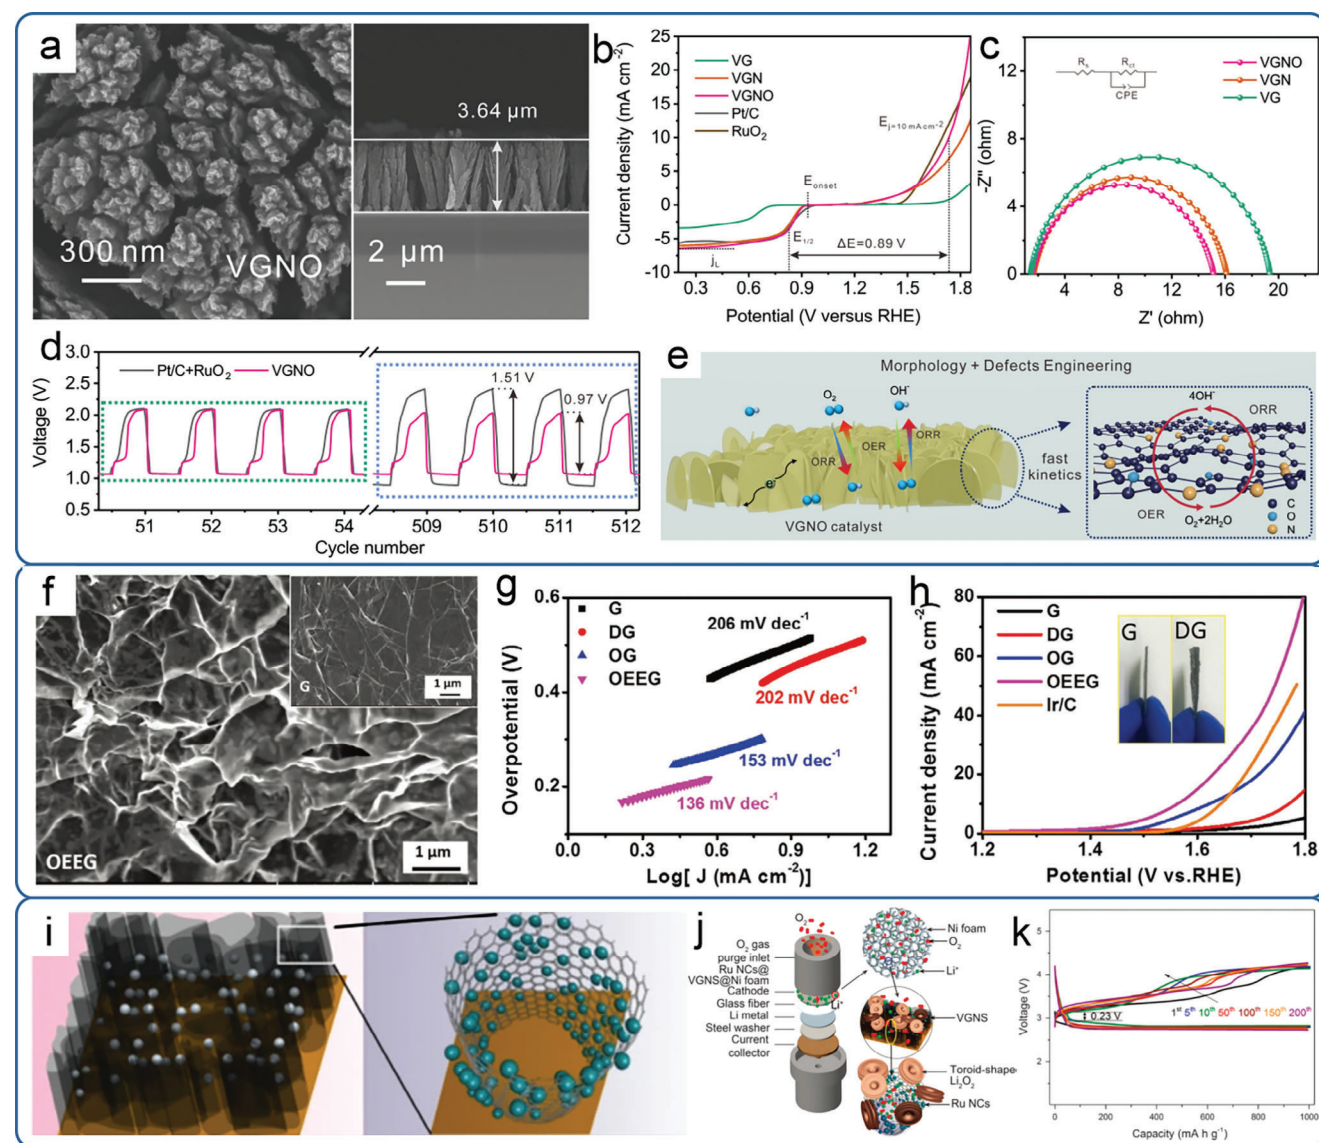 a
3.64 μm
300 nm
VGNO
2 μm
b
Current density (mA cm⁻²)
25
20
15
10
5
0
-5
-10
VG
VGN
VGNO
Pt/C
RuO₂
E j=10 mA cm-2
E onset
E 1/2
ΔE=0.89 V
j L
0.3 0.6 0.9 1.2 1.5 1.8
Potential (V versus RHE)
c
-Z'' (ohm)
12
8
4
0
Rs
Rct
CPE
VGNO
VGN
VG
4 8 12 16 20
Z' (ohm)
d
Voltage (V)
3.0
2.5
2.0
1.5
1.0
0.5
Pt/C+RuO₂
VGNO
1.51 V
0.97 V
51 52 53 54 509 510 511 512
Cycle number
e
Morphology + Defects Engineering
O₂
OH⁻
OER
ORR
ORR
e⁻
VGNO catalyst
fast
kinetics
4OH⁻
ORR
OER
O₂+2H₂O
C
O
N
f
G
1 μm
OEEG
1 μm
g
Overpotential (V)
0.6
0.4
0.2
G
DG
OG
OEEG
206 mV dec⁻¹
202 mV dec⁻¹
153 mV dec⁻¹
136 mV dec⁻¹
0.0 0.3 0.6 0.9 1.2
Log[ J (mA cm⁻²)]
h
Current density (mA cm⁻²)
80
60
40
20
0
G
DG
OG
OEEG
Ir/C
G
DG
1.2 1.4 1.6 1.8
Potential (V vs.RHE)
i
j
O₂
O₂ gas
purge inlet
Ru NCs@
VGNS@Ni foam
Cathode
Glass fiber
Li metal
Steel washer
Current
collector
Li⁺
Ni foam
O₂
Li⁺
VGNS
Toroid-shape
Li₂O₂
Ru NCs
k
Voltage (V)
5
4
3
2
1
0.23 V
1st 5th 10th 50th 100th 150th 200th
0 200 400 600 800 1000
Capacity (mA h g⁻¹)